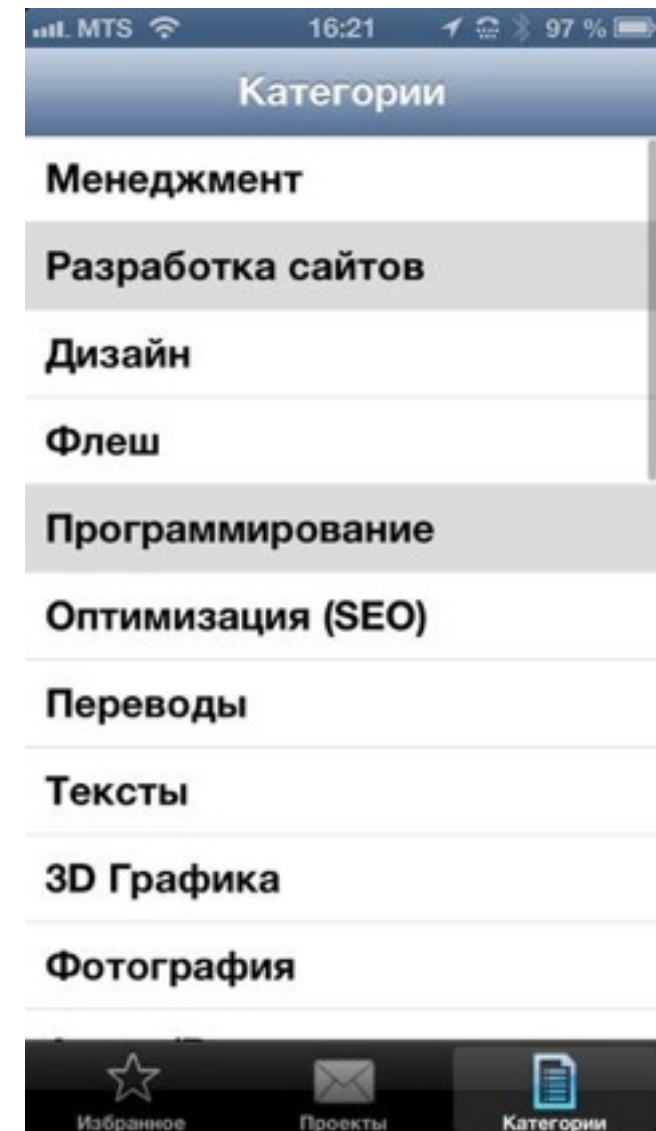 MTS 16:21 97 %
Категории
Менеджмент
Разработка сайтов
Дизайн
Флеш
Программирование
Оптимизация (SEO)
Переводы
Тексты
3D Графика
Фотография
Избранное Проекты Категории